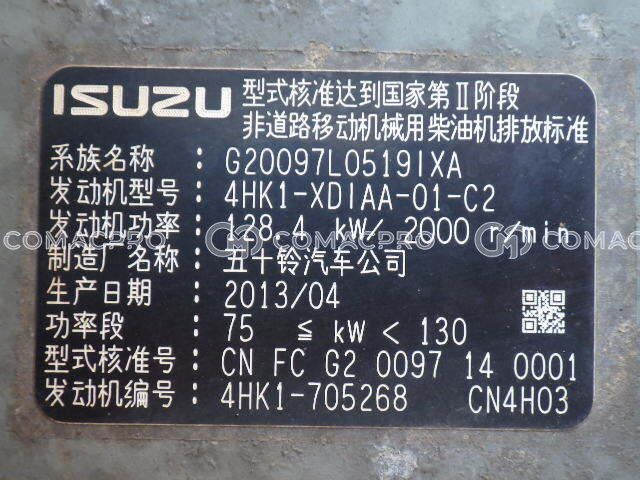 ISUZU 型式核准达到国家第Ⅱ阶段
非道路移动机械用柴油机排放标准
系族名称 : G20097L0519IXA
发动机型号 : 4HK1-XDIAA-01-C2
发动机功率 : 128.4 kW/ 2000 r/min
COMACPRO COMACPRO COMACPRO
制造厂名称 : 五十铃汽车公司
生产日期 : 2013/04
功率段 : 75 ≦ kW < 130
型式核准号 : CN FC G2 0097 14 0001
发动机编号 : 4HK1-705268 CN4H03